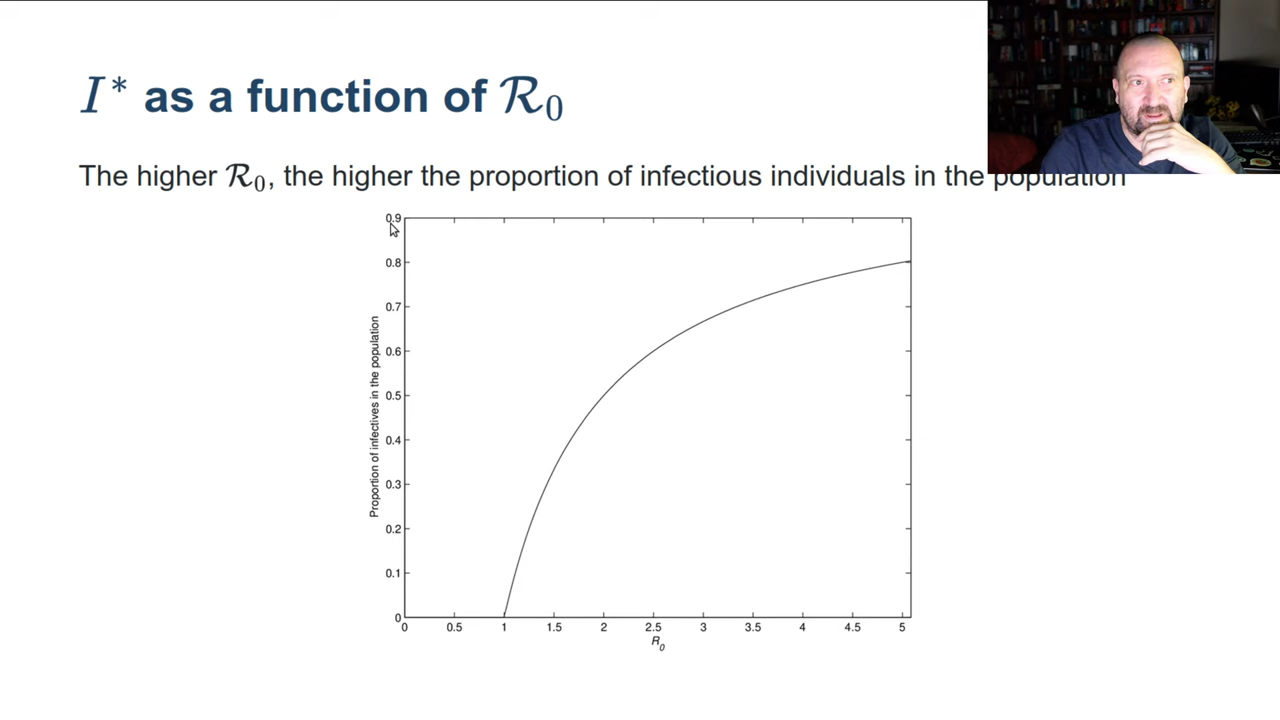 I* as a function of R₀
The higher R₀, the higher the proportion of infectious individuals in the population
0.9
0.8
0.7
0.6
0.5
0.4
0.3
0.2
0.1
0
Proportion of infectives in the population
0 0.5 1 1.5 2 2.5 3 3.5 4 4.5 5
R₀